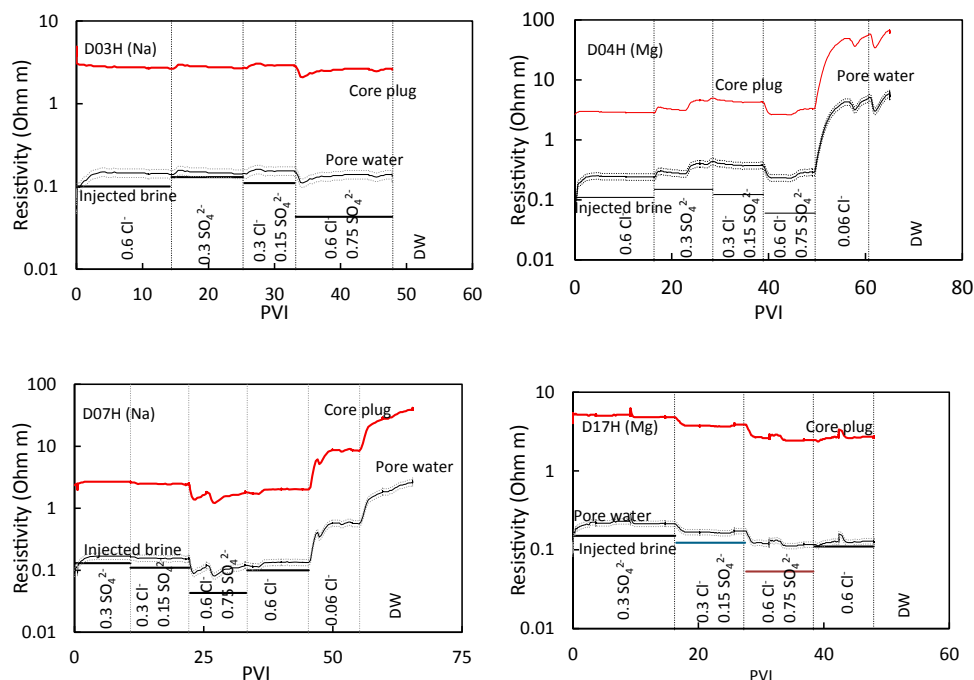 D03H (Na)
10
1
0.1
0.01
Resistivity (Ohm m)
Core plug
Pore water
Injected brine
0.6 Cl⁻
0.3 SO₄²⁻
0.3 Cl⁻
0.15 SO₄²⁻
0.6 Cl⁻
0.75 SO₄²⁻
DW
0 20 40 60
PVI
D04H (Mg)
100
10
1
0.1
0.01
Resistivity (Ohm m)
Pore water
Core plug
Injected brine
0.6 Cl⁻
0.3 SO₄²⁻
0.3 Cl⁻
0.15 SO₄²⁻
0.6 Cl⁻
0.75 SO₄²⁻
0.06 Cl⁻
DW
0 20 40 60 80
PVI
D07H (Na)
100
10
1
0.1
0.01
Resistivity (Ohm m)
Core plug
Pore water
Injected brine
0.3 SO₄²⁻
0.3 Cl⁻
0.15 SO₄²⁻
0.6 Cl⁻
0.75 SO₄²⁻
0.6 Cl⁻
0.06 Cl⁻
DW
0 25 50 75
PVI
D17H (Mg)
10
1
0.1
0.01
Resistivity (Ohm m)
Core plug
Pore water
Injected brine
0.3 SO₄²⁻
0.3 Cl⁻
0.15 SO₄²⁻
0.6 Cl⁻
0.75 SO₄²⁻
0.6 Cl⁻
DW
0 20 40 60
PVI